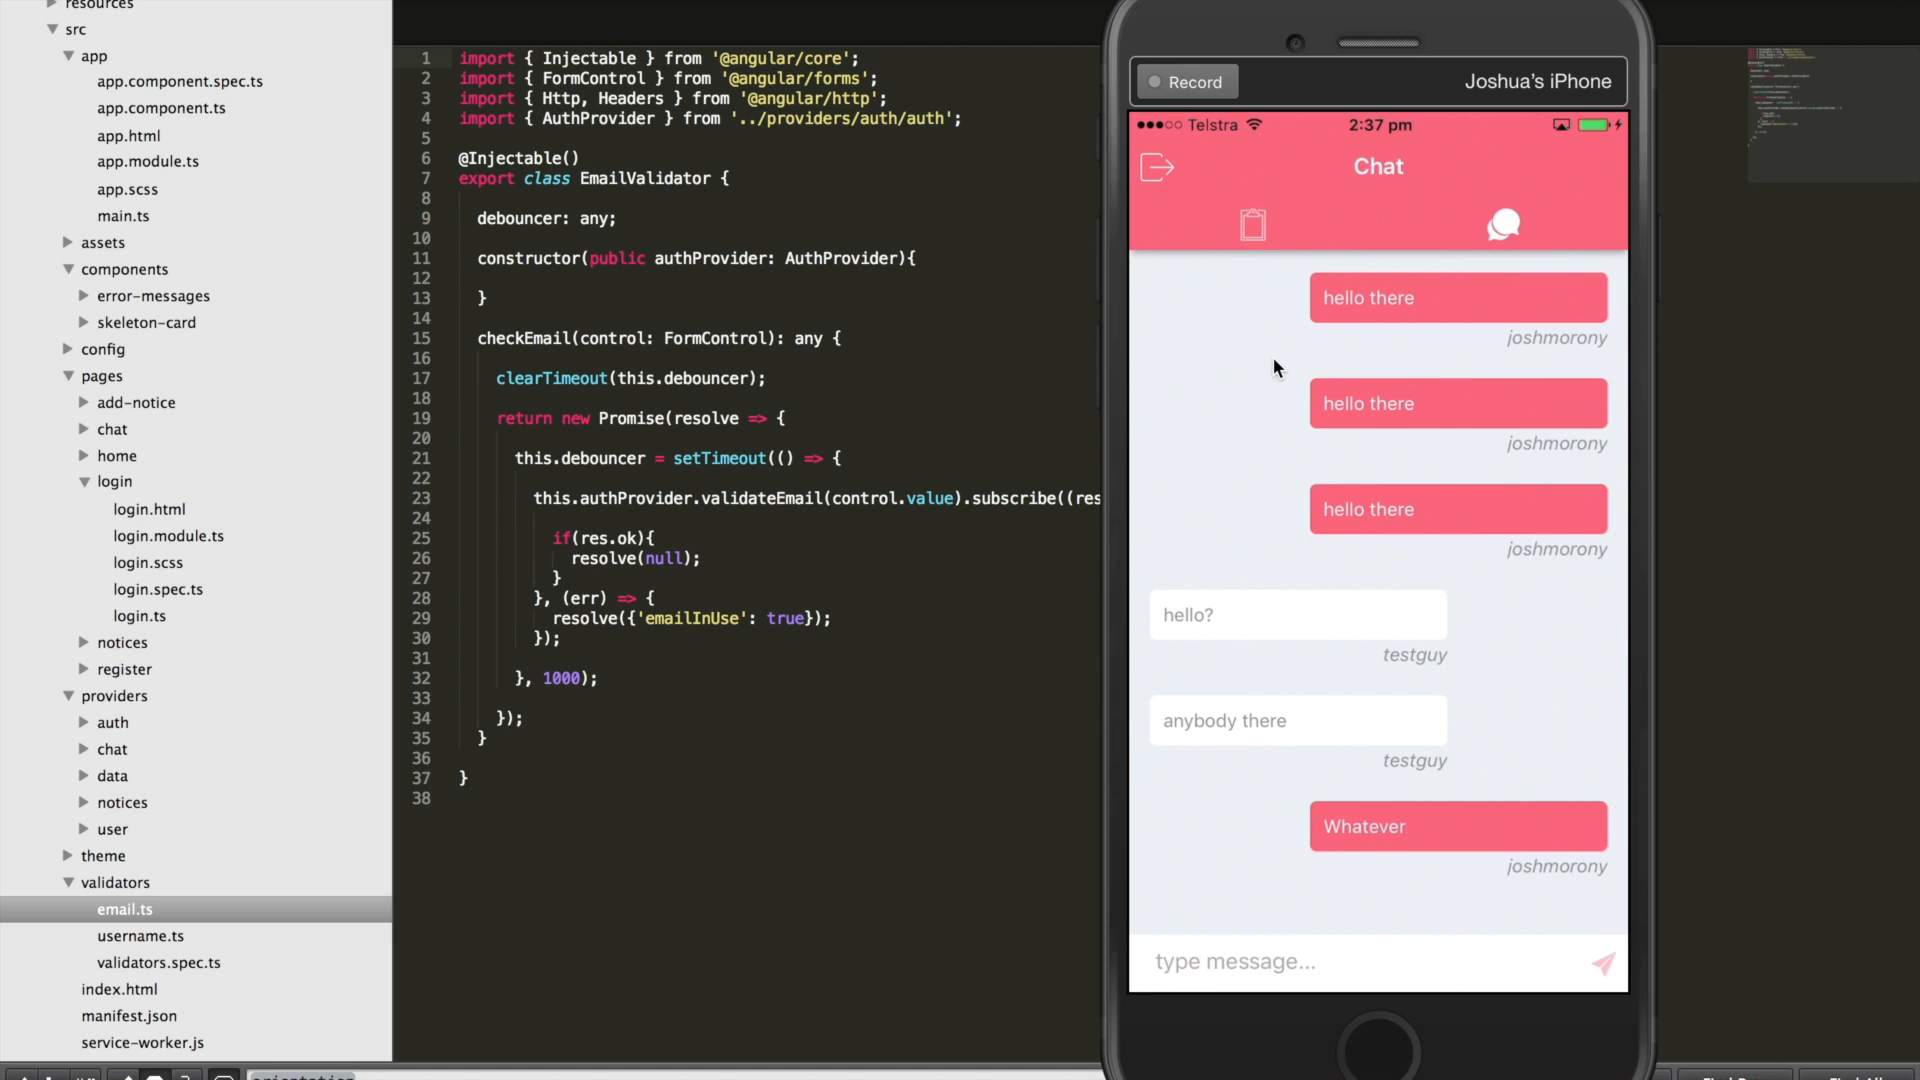 resources
src
app
app.component.spec.ts
app.component.ts
app.html
app.module.ts
app.scss
main.ts
assets
components
error-messages
skeleton-card
config
pages
add-notice
chat
home
login
login.html
login.module.ts
login.scss
login.spec.ts
login.ts
notices
register
providers
auth
chat
data
notices
user
theme
validators
email.ts
username.ts
validators.spec.ts
index.html
manifest.json
service-worker.js
1 import { Injectable } from '@angular/core';
2 import { FormControl } from '@angular/forms';
3 import { Http, Headers } from '@angular/http';
4 import { AuthProvider } from '../providers/auth/auth';
5
6 @Injectable()
7 export class EmailValidator {
8
9 debouncer: any;
10
11 constructor(public authProvider: AuthProvider){
12
13 }
14
15 checkEmail(control: FormControl): any {
16
17 clearTimeout(this.debouncer);
18
19 return new Promise(resolve => {
20
21 this.debouncer = setTimeout(() => {
22
23 this.authProvider.validateEmail(control.value).subscribe((res
24
25 if(res.ok){
26 resolve(null);
27 }
28 }, (err) => {
29 resolve({'emailInUse': true});
30 });
31
32 }, 1000);
33
34 });
35 }
36
37 }
38
Record
Joshua's iPhone
Telstra 2:37 pm
Chat
hello there
joshmorony
hello there
joshmorony
hello there
joshmorony
hello?
testguy
anybody there
testguy
Whatever
joshmorony
type message...
orientation